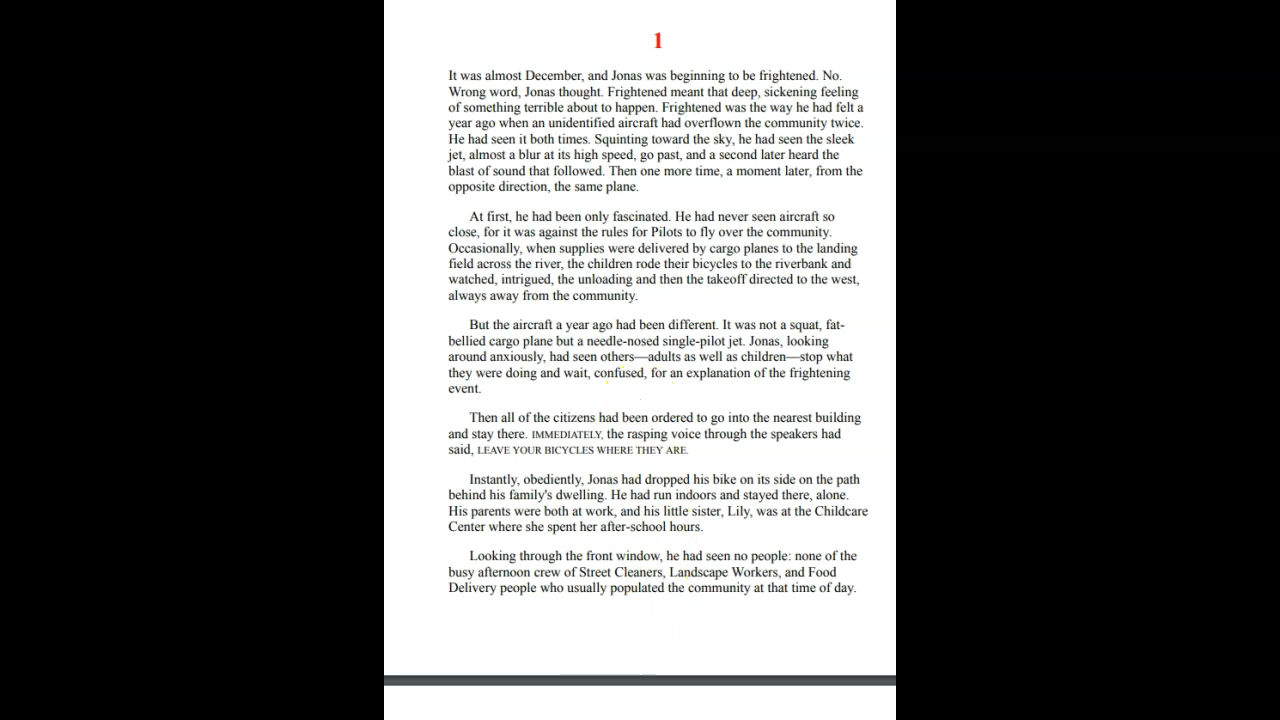 1
It was almost December, and Jonas was beginning to be frightened. No.
Wrong word, Jonas thought. Frightened meant that deep, sickening feeling
of something terrible about to happen. Frightened was the way he had felt a
year ago when an unidentified aircraft had overflown the community twice.
He had seen it both times. Squinting toward the sky, he had seen the sleek
jet, almost a blur at its high speed, go past, and a second later heard the
blast of sound that followed. Then one more time, a moment later, from the
opposite direction, the same plane.
At first, he had been only fascinated. He had never seen aircraft so
close, for it was against the rules for Pilots to fly over the community.
Occasionally, when supplies were delivered by cargo planes to the landing
field across the river, the children rode their bicycles to the riverbank and
watched, intrigued, the unloading and then the takeoff directed to the west,
always away from the community.
But the aircraft a year ago had been different. It was not a squat, fat-
bellied cargo plane but a needle-nosed single-pilot jet. Jonas, looking
around anxiously, had seen others—adults as well as children—stop what
they were doing and wait, confused, for an explanation of the frightening
event.
Then all of the citizens had been ordered to go into the nearest building
and stay there. IMMEDIATELY, the rasping voice through the speakers had
said, LEAVE YOUR BICYCLES WHERE THEY ARE.
Instantly, obediently, Jonas had dropped his bike on its side on the path
behind his family's dwelling. He had run indoors and stayed there, alone.
His parents were both at work, and his little sister, Lily, was at the Childcare
Center where she spent her after-school hours.
Looking through the front window, he had seen no people: none of the
busy afternoon crew of Street Cleaners, Landscape Workers, and Food
Delivery people who usually populated the community at that time of day.